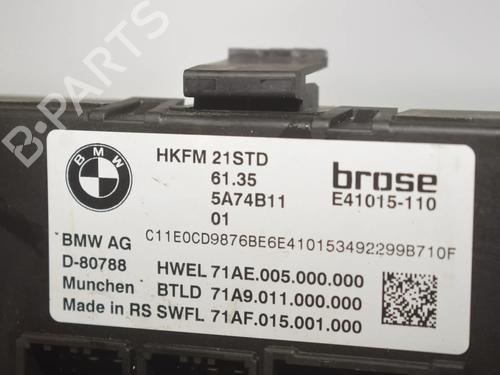 B-PARTS
BMW
HKFM 21STD
61.35
5A74B11
01
brose
E41015-110
C11E0CD9876BE6E410153492299B710F
BMW AG
D-80788
Munchen
Made in RS
HWEL 71AE.005.000.000
BTLD 71A9.011.000.000
SWFL 71AF.015.001.000